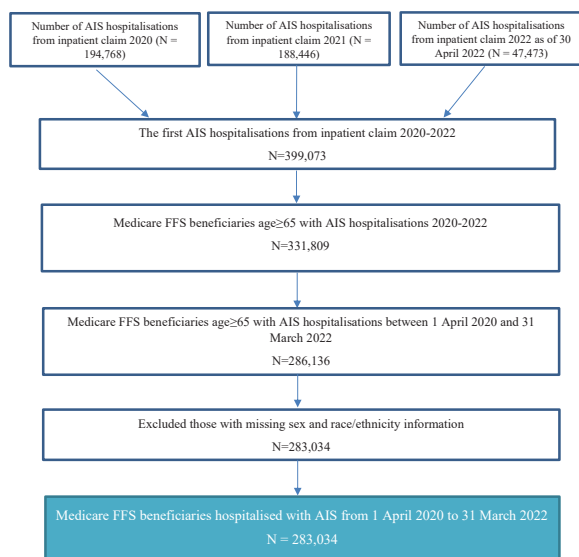 Number of AIS hospitalisations
from inpatient claim 2020 (N =
194,768)
Number of AIS hospitalisations
from inpatient claim 2021 (N =
188,446)
Number of AIS hospitalisations
from inpatient claim 2022 as of 30
April 2022 (N = 47,473)
The first AIS hospitalisations from inpatient claim 2020-2022
N=399,073
Medicare FFS beneficiaries age≥65 with AIS hospitalisations 2020-2022
N=331,809
Medicare FFS beneficiaries age≥65 with AIS hospitalisations between 1 April 2020 and 31
March 2022
N=286,136
Excluded those with missing sex and race/ethnicity information
N=283,034
Medicare FFS beneficiaries hospitalised with AIS from 1 April 2020 to 31 March 2022
N = 283,034